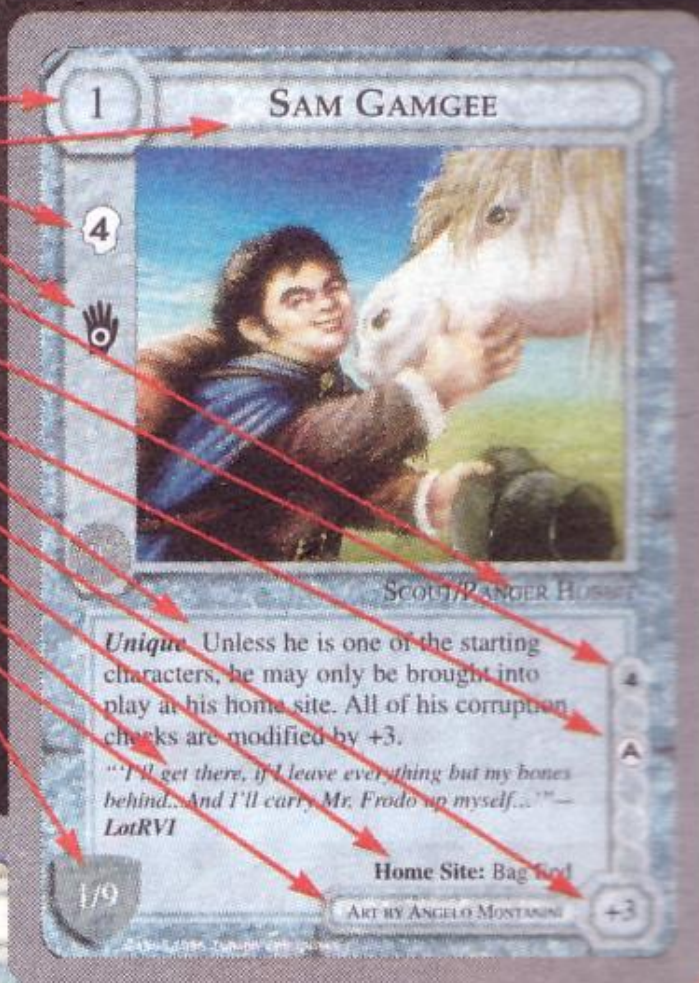 1
SAM GAMGEE
4
SCOUT/RANGER HOBBIT
Unique. Unless he is one of the starting
characters, he may only be brought into
play at his home site. All of his corruption
checks are modified by +3.
4
A
"'I'll get there, if I leave everything but my bones
behind...And I'll carry Mr. Frodo up myself...'"—
LotRVI
Home Site: Bag End
1/9
ART BY ANGELO MONTANINI
+3